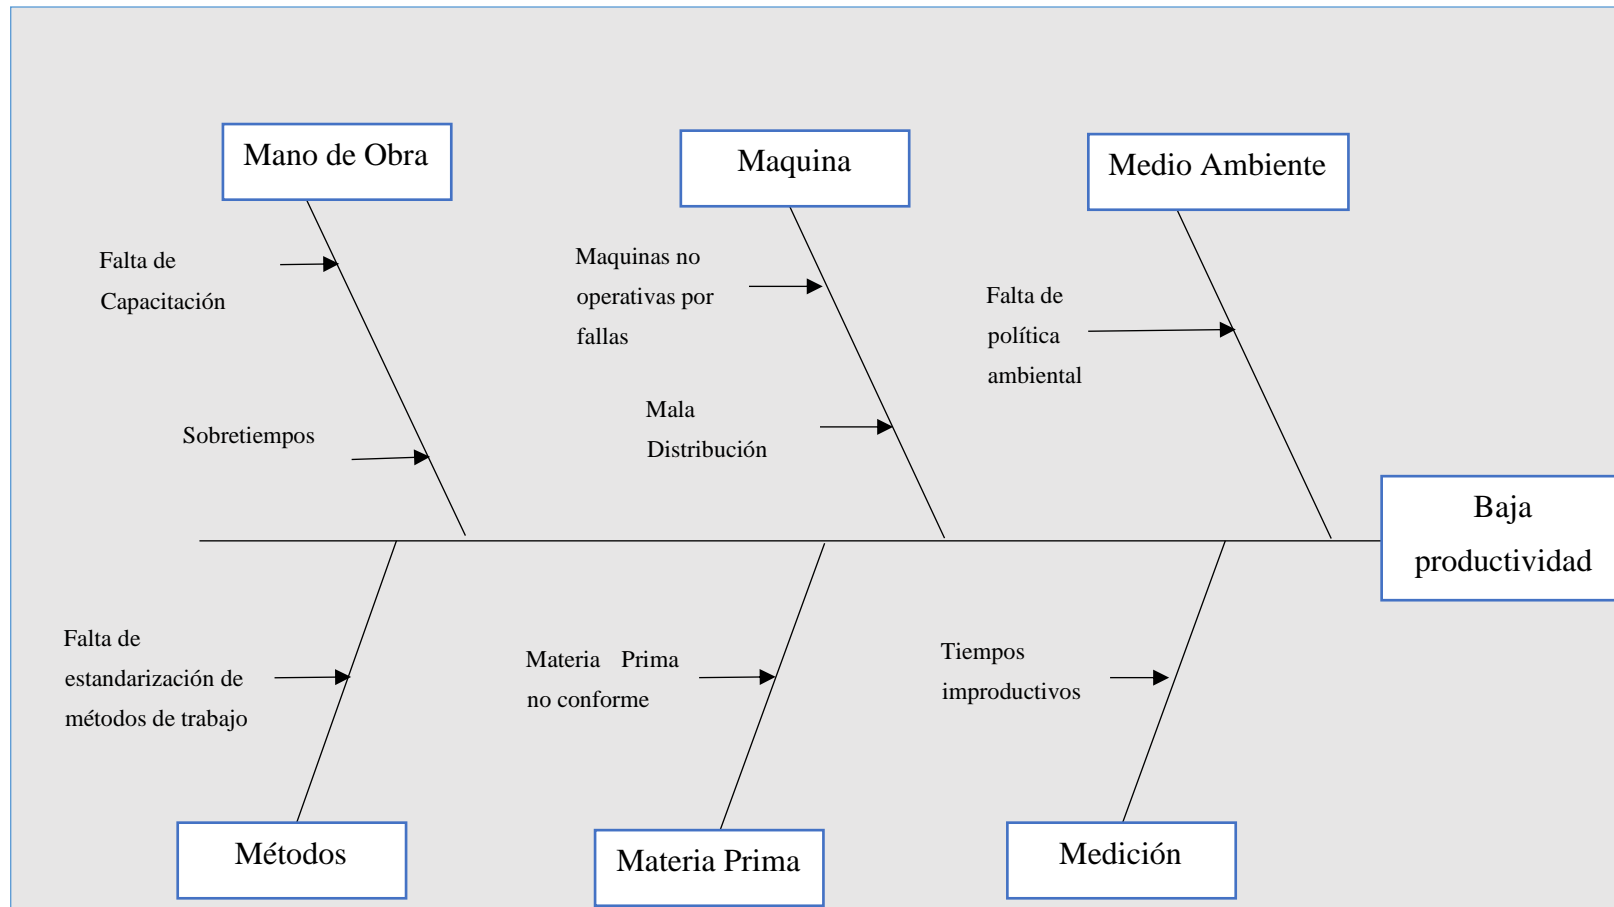 Mano de Obra
Maquina
Medio Ambiente
Falta de
Capacitación
Maquinas no
operativas por
fallas
Falta de
política
ambiental
Sobretiempos
Mala
Distribución
Baja
productividad
Falta de
estandarización de
métodos de trabajo
Materia Prima
no conforme
Tiempos
improductivos
Métodos
Materia Prima
Medición